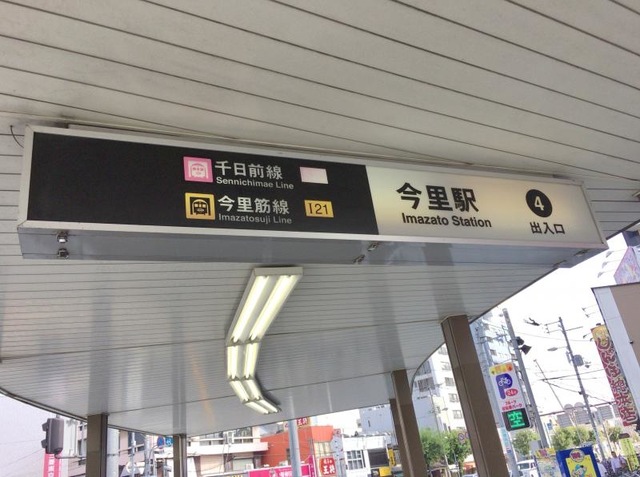 千日前線
Sennichimae Line
今里筋線
Imazatosuji Line
I21
今里駅
Imazato Station
4
出入口
空